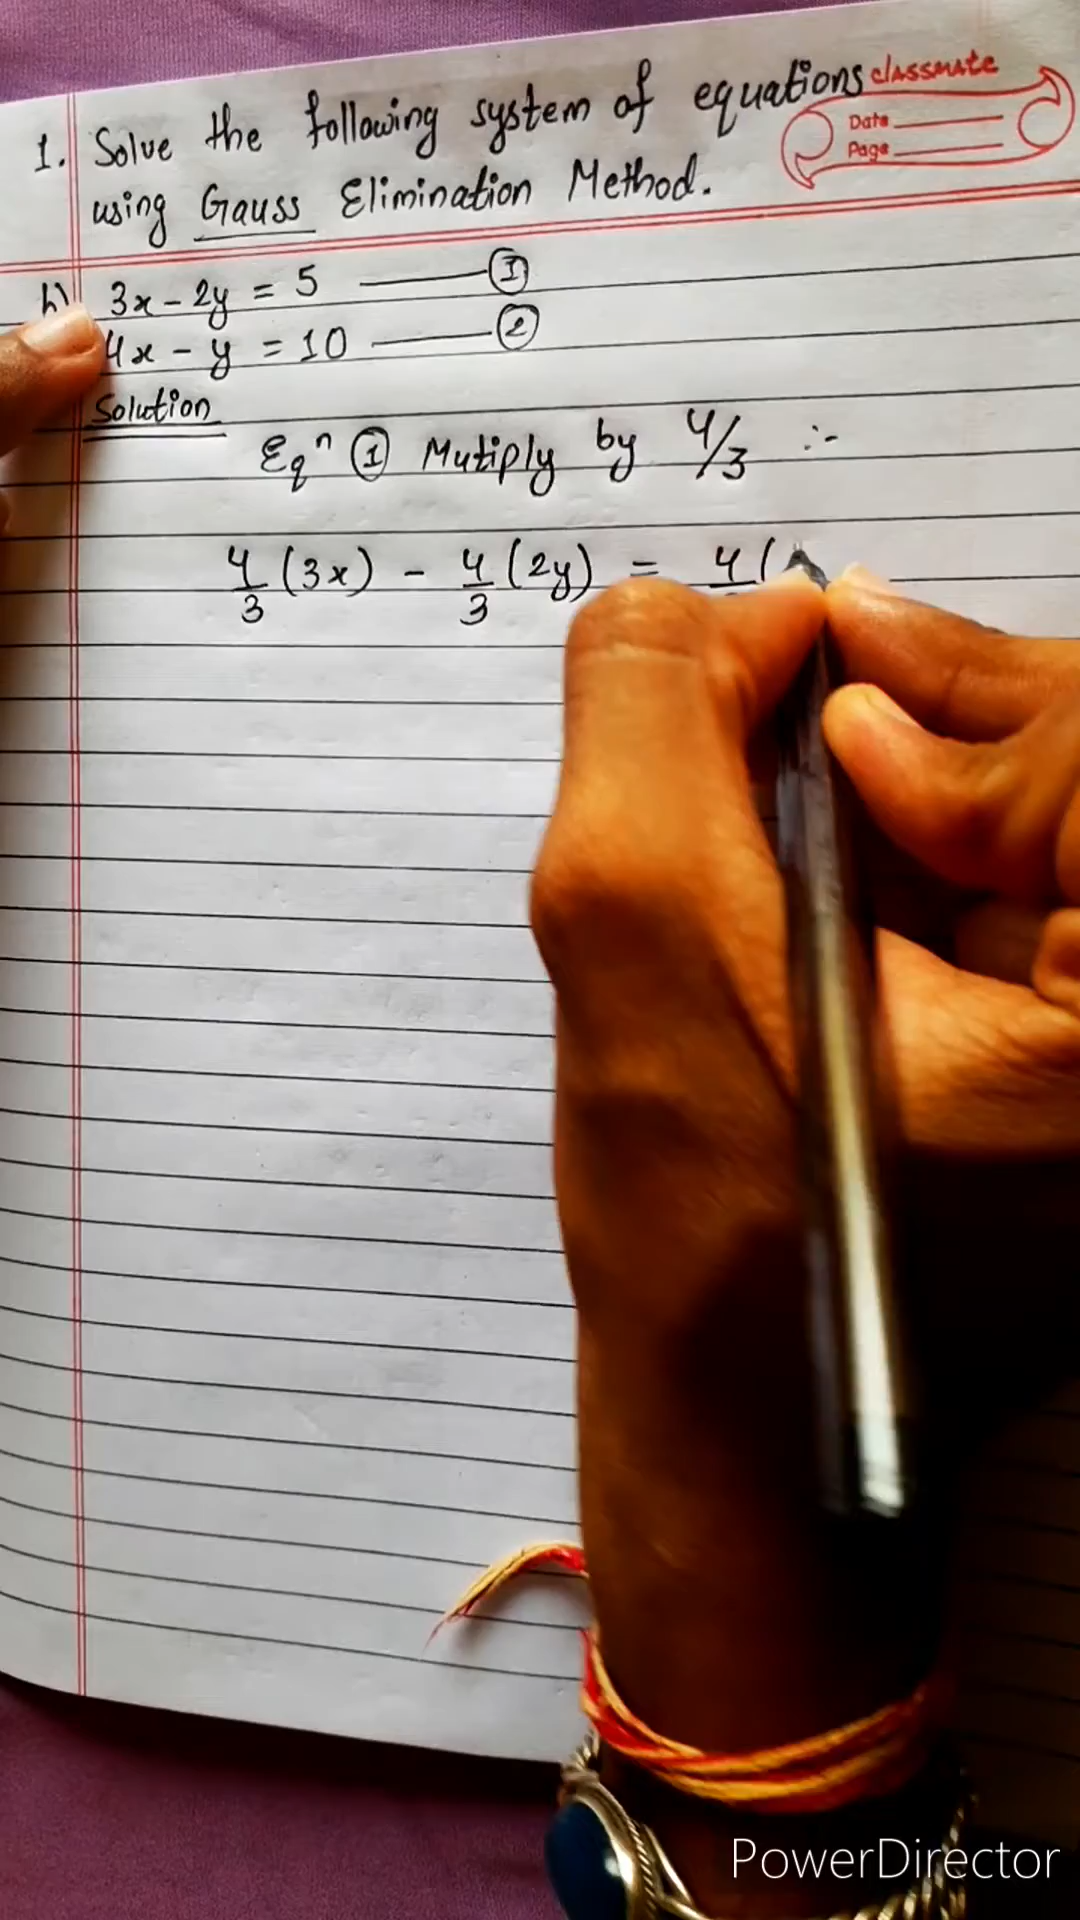 classmate
Date
Page
1. Solve the following system of equations
using Gauss Elimination Method.
3x - 2y = 5 ——— ①
4x - y = 10 ——— ②
Solution
Eqⁿ ① Mutiply by 4/3 :-
4/3 (3x) - 4/3 (2y) = 4 (
PowerDirector